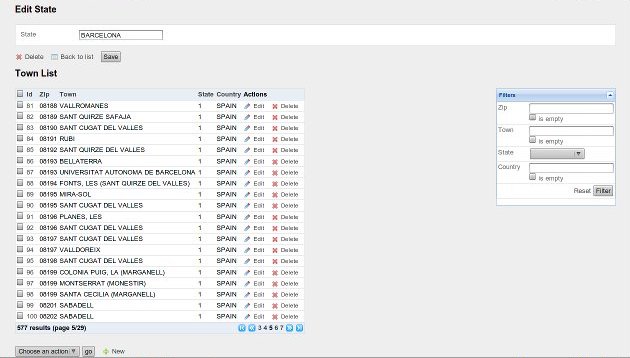 Edit State
State BARCELONA
Delete Back to list Save
Town List
Id Zip Town State Country Actions
81 08188 VALLROMANES 1 SPAIN Edit Delete
82 08189 SANT QUIRZE SAFAJA 1 SPAIN Edit Delete
83 08190 SANT CUGAT DEL VALLES 1 SPAIN Edit Delete
84 08191 RUBI 1 SPAIN Edit Delete
85 08192 SANT QUIRZE DEL VALLES 1 SPAIN Edit Delete
86 08193 BELLATERRA 1 SPAIN Edit Delete
87 08193 UNIVERSITAT AUTONOMA DE BARCELONA 1 SPAIN Edit Delete
88 08194 FONTS, LES (SANT QUIRZE DEL VALLES) 1 SPAIN Edit Delete
89 08195 MIRA-SOL 1 SPAIN Edit Delete
90 08195 SANT CUGAT DEL VALLES 1 SPAIN Edit Delete
91 08196 PLANES, LES 1 SPAIN Edit Delete
92 08196 SANT CUGAT DEL VALLES 1 SPAIN Edit Delete
93 08197 SANT CUGAT DEL VALLES 1 SPAIN Edit Delete
94 08197 VALLDOREIX 1 SPAIN Edit Delete
95 08198 SANT CUGAT DEL VALLES 1 SPAIN Edit Delete
96 08199 COLONIA PUIG, LA (MARGANELL) 1 SPAIN Edit Delete
97 08199 MONTSERRAT (MONESTIR) 1 SPAIN Edit Delete
98 08199 SANTA CECILIA (MARGANELL) 1 SPAIN Edit Delete
99 08201 SABADELL 1 SPAIN Edit Delete
100 08202 SABADELL 1 SPAIN Edit Delete
577 results (page 5/29) 3 4 5 6 7
Choose an action go New
Filters
Zip
is empty
Town
is empty
State
Country
is empty
Reset Filter